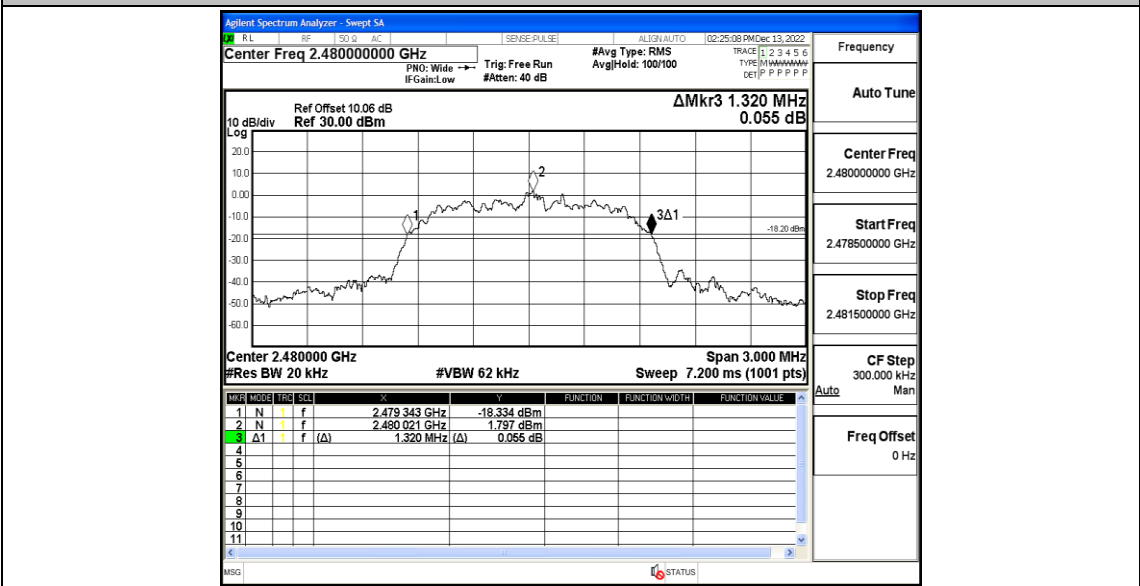 Agilent Spectrum Analyzer - Swept SA
RL RF 50 Ω AC SENSE:PULSE ALIGNAUTO 02:25:08 PM Dec 13, 2022
Center Freq 2.480000000 GHz
PNO: Wide
IFGain:Low
Trig: Free Run
#Atten: 40 dB
#Avg Type: RMS
Avg|Hold: 100/100
TRACE 1 2 3 4 5 6
TYPE M
DET P P P P P P
Ref Offset 10.06 dB
10 dB/div Ref 30.00 dBm
Log
ΔMkr3 1.320 MHz
0.055 dB
20.0
10.0
0.00
-10.0
-20.0
-30.0
-40.0
-50.0
-60.0
1
2
3Δ1
-18.20 dBm
Center 2.480000 GHz Span 3.000 MHz
#Res BW 20 kHz #VBW 62 kHz Sweep 7.200 ms (1001 pts)
MKR MODE TRC SCL X Y FUNCTION FUNCTION WIDTH FUNCTION VALUE
1 N 1 f 2.479 343 GHz -18.334 dBm
2 N 1 f 2.480 021 GHz 1.797 dBm
3 Δ1 1 f (Δ) 1.320 MHz (Δ) 0.055 dB
4
5
6
7
8
9
10
11
MSG STATUS
Frequency
Auto Tune
Center Freq
2.480000000 GHz
Start Freq
2.478500000 GHz
Stop Freq
2.481500000 GHz
CF Step
300.000 kHz
Auto Man
Freq Offset
0 Hz